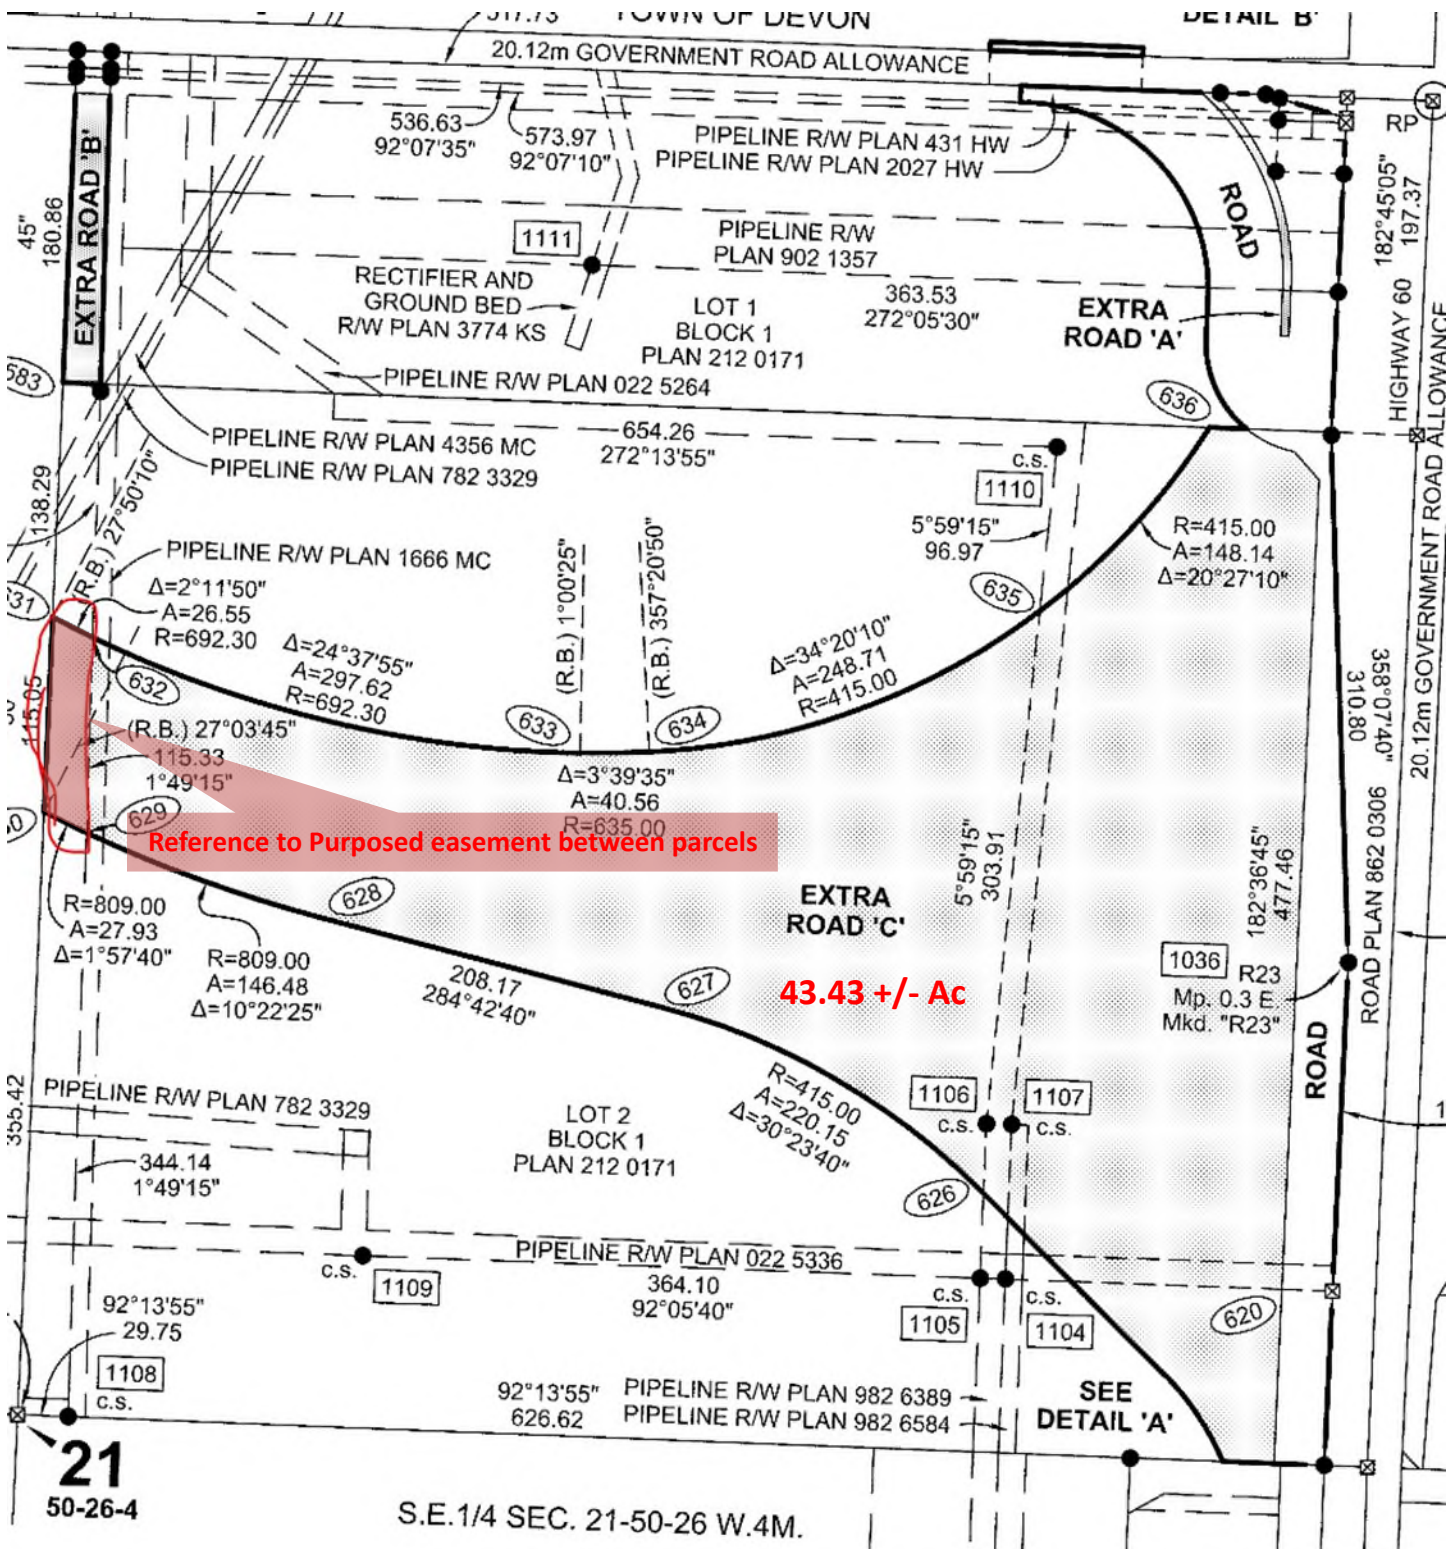 517.73
TOWN OF DEVON
DETAIL 'B'
20.12m GOVERNMENT ROAD ALLOWANCE
536.63
92°07'35"
573.97
92°07'10"
PIPELINE R/W PLAN 431 HW
PIPELINE R/W PLAN 2027 HW
RP
45"
180.86
EXTRA ROAD 'B'
ROAD
182°45'05"
197.37
1111
PIPELINE R/W
PLAN 902 1357
RECTIFIER AND
GROUND BED
R/W PLAN 3774 KS
LOT 1
BLOCK 1
PLAN 212 0171
363.53
272°05'30"
EXTRA
ROAD 'A'
HIGHWAY 60
20.12m GOVERNMENT ROAD ALLOWANCE
583
PIPELINE R/W PLAN 022 5264
636
PIPELINE R/W PLAN 4356 MC
PIPELINE R/W PLAN 782 3329
654.26
272°13'55"
c.s.
1110
138.29
(R.B.) 27°50'10"
5°59'15"
96.97
R=415.00
A=148.14
Δ=20°27'10"
PIPELINE R/W PLAN 1666 MC
(R.B.) 1°00'25"
(R.B.) 357°20'50"
631
Δ=2°11'50"
A=26.55
R=692.30
635
Δ=24°37'55"
A=297.62
R=692.30
Δ=34°20'10"
A=248.71
R=415.00
358°07'40"
310.80
632
115.05
633
634
(R.B.) 27°03'45"
115.33
1°49'15"
Δ=3°39'35"
A=40.56
R=635.00
629
Reference to Purposed easement between parcels
5°59'15"
303.91
182°36'45"
477.46
ROAD PLAN 862 0306
628
EXTRA
ROAD 'C'
R=809.00
A=27.93
Δ=1°57'40"
R=809.00
A=146.48
Δ=10°22'25"
208.17
284°42'40"
627
43.43 +/- Ac
1036 R23
Mp. 0.3 E.
Mkd. "R23"
ROAD
355.42
PIPELINE R/W PLAN 782 3329
LOT 2
BLOCK 1
PLAN 212 0171
R=415.00
A=220.15
Δ=30°23'40"
1106
c.s.
1107
c.s.
1
344.14
1°49'15"
626
PIPELINE R/W PLAN 022 5336
364.10
92°05'40"
c.s.
1109
c.s.
1105
c.s.
1104
620
92°13'55"
29.75
1108
c.s.
92°13'55"
626.62
PIPELINE R/W PLAN 982 6389
PIPELINE R/W PLAN 982 6584
SEE
DETAIL 'A'
21
50-26-4
S.E.1/4 SEC. 21-50-26 W.4M.